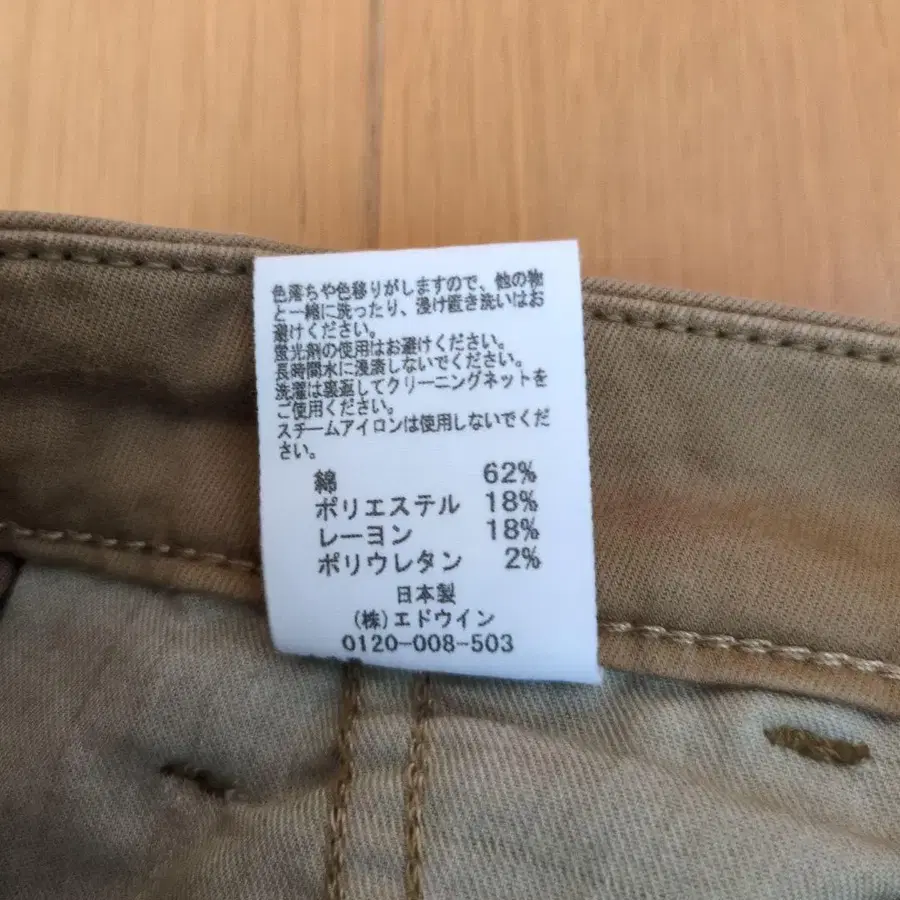 色落ちや色移りがしますので、他の物
と一緒に洗ったり、浸け置き洗いはお
避けください。
蛍光剤の使用はお避けください。
長時間水に浸漬しないでください。
洗濯は裏返してクリーニングネットを
ご使用ください。
スチームアイロンは使用しないでくだ
さい。
綿 62%
ポリエステル 18%
レーヨン 18%
ポリウレタン 2%
日本製
(株)エドウイン
0120-008-503